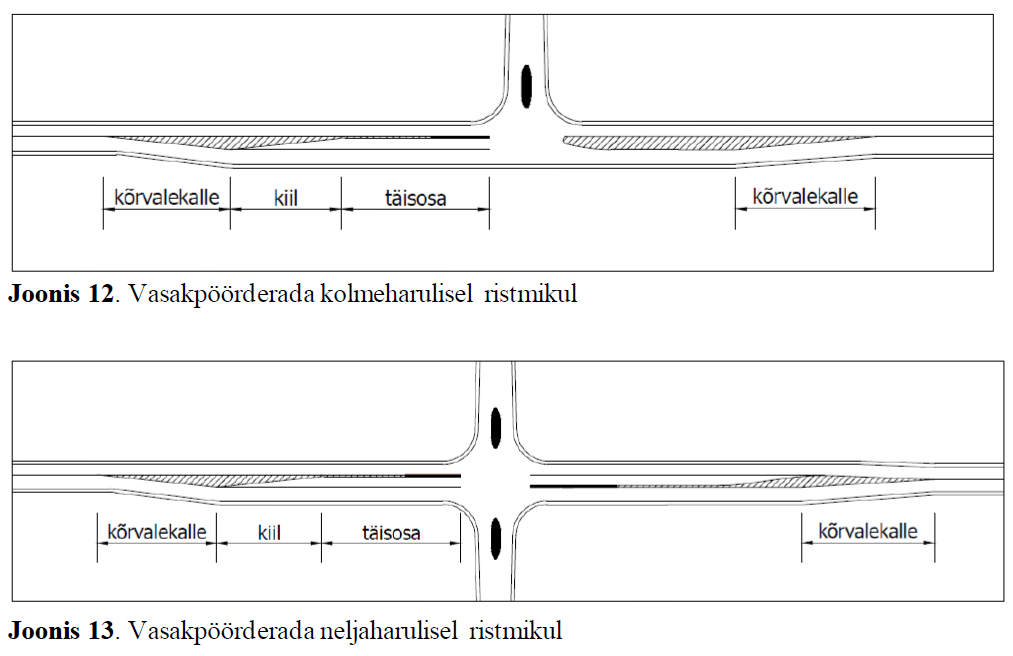 kõrvalekalle kiil täisosa kõrvalekalle
Joonis 12. Vasakpöörderada kolmeharulisel ristmikul
kõrvalekalle kiil täisosa kõrvalekalle
Joonis 13. Vasakpöörderada neljaharulisel ristmikul